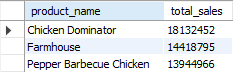 product_name total_sales
Chicken Dominator 18132452
Farmhouse 14418795
Pepper Barbecue Chicken 13944966